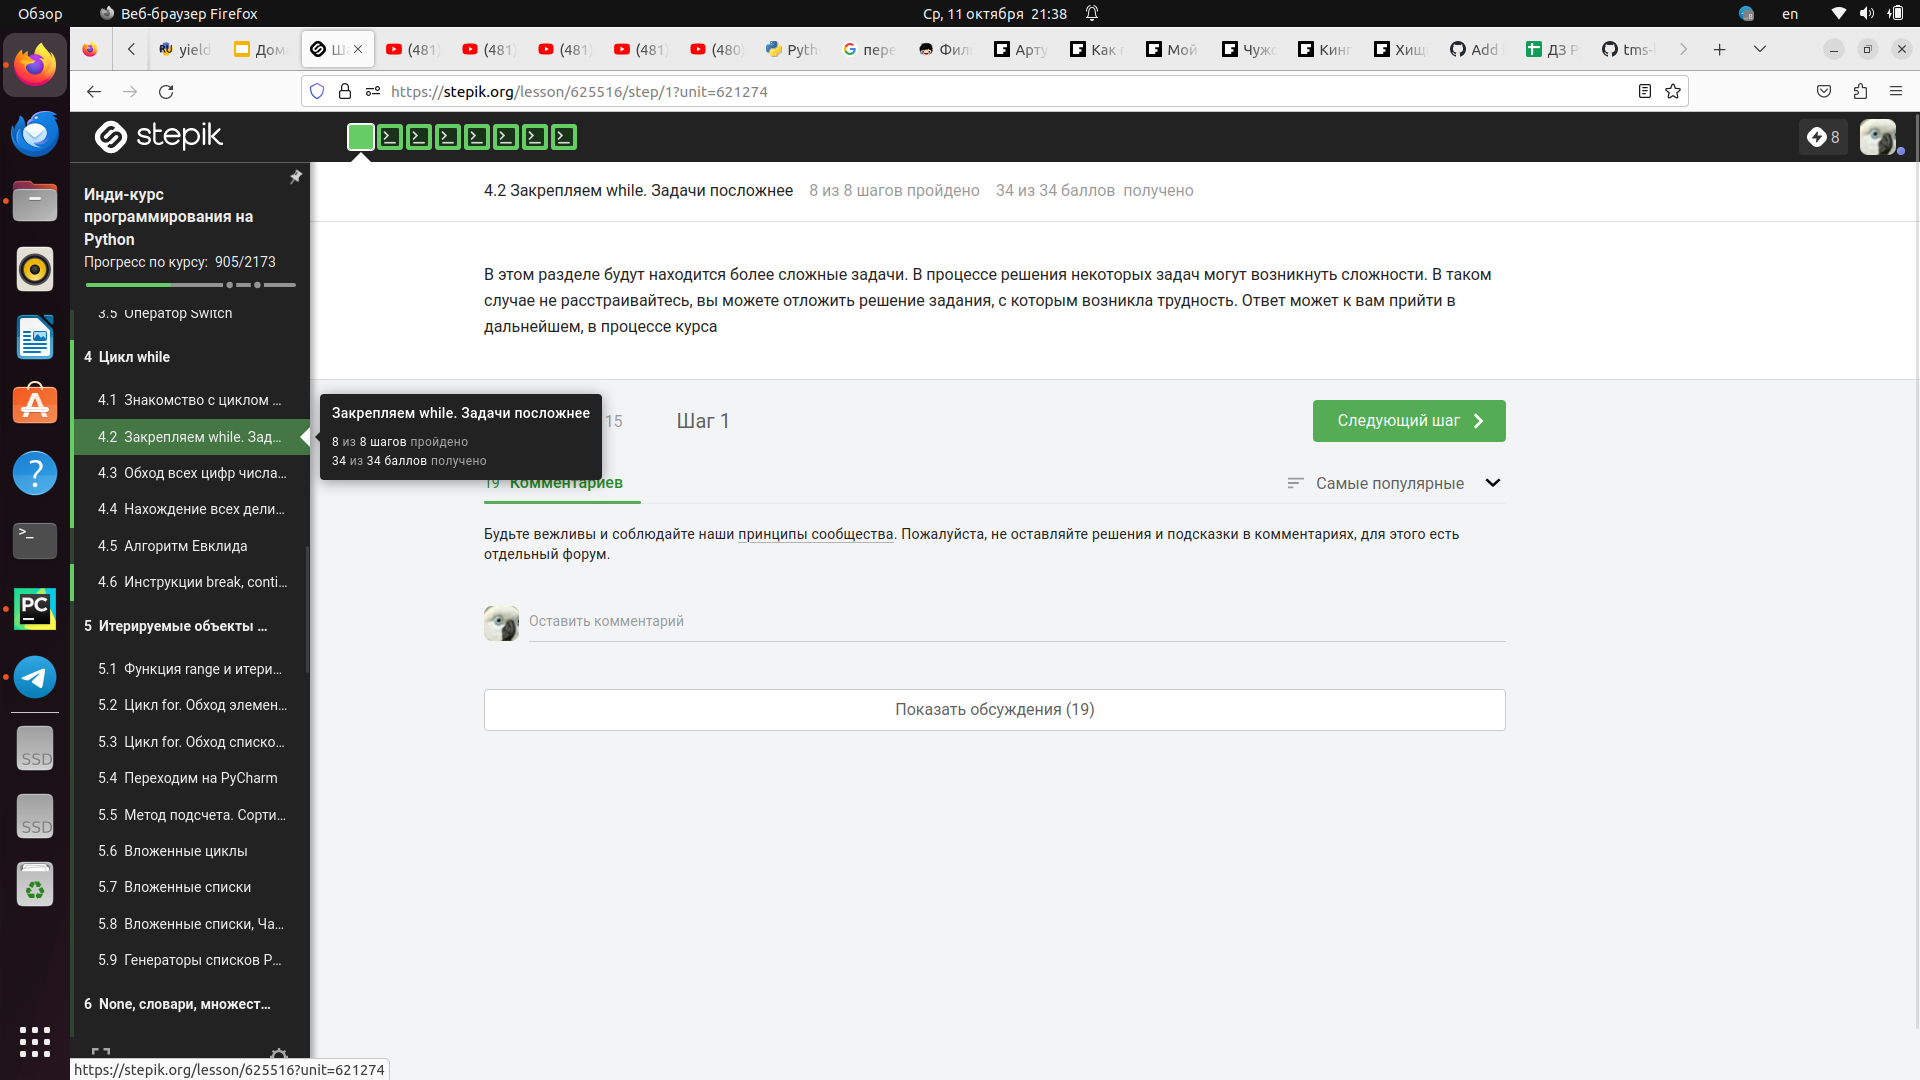 Обзор
Веб-браузер Firefox
Ср, 11 октября 21:38
en
yield
Дома
Ша
(481)
(481)
(481)
(481)
(480)
Pyth
пере
Фил
Арту
Как
Мой
Чуж
Кинг
Хищ
Add
ДЗ Р
tms-
https://stepik.org/lesson/625516/step/1?unit=621274
stepik
8
Инди-курс
программирования на
Python
Прогресс по курсу: 905/2173
3.5 Оператор Switch
4 Цикл while
4.1 Знакомство с циклом ...
4.2 Закрепляем while. Зад...
4.3 Обход всех цифр числа...
4.4 Нахождение всех дели...
4.5 Алгоритм Евклида
4.6 Инструкции break, conti...
5 Итерируемые объекты ...
5.1 Функция range и итери...
5.2 Цикл for. Обход элемен...
5.3 Цикл for. Обход списко...
5.4 Переходим на PyCharm
5.5 Метод подсчета. Сорти...
5.6 Вложенные циклы
5.7 Вложенные списки
5.8 Вложенные списки, Ча...
5.9 Генераторы списков P...
6 None, словари, множест...
4.2 Закрепляем while. Задачи посложнее 8 из 8 шагов пройдено 34 из 34 баллов получено
В этом разделе будут находится более сложные задачи. В процессе решения некоторых задач могут возникнуть сложности. В таком
случае не расстраивайтесь, вы можете отложить решение задания, с которым возникла трудность. Ответ может к вам прийти в
дальнейшем, в процессе курса
Закрепляем while. Задачи посложнее
8 из 8 шагов пройдено
34 из 34 баллов получено
15
Шаг 1
Следующий шаг
19 Комментариев
Самые популярные
Будьте вежливы и соблюдайте наши принципы сообщества. Пожалуйста, не оставляйте решения и подсказки в комментариях, для этого есть
отдельный форум.
Оставить комментарий
Показать обсуждения (19)
SSD
SSD
PC
https://stepik.org/lesson/625516?unit=621274